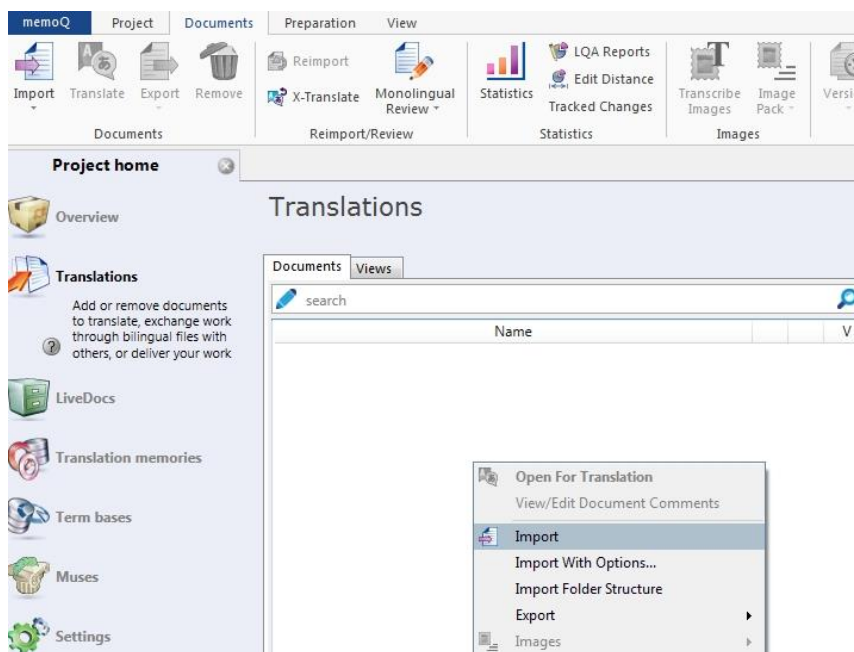 memoQ Project Documents Preparation View
Import Translate Export Remove
Reimport
X-Translate
Monolingual
Review
Statistics
LQA Reports
Edit Distance
Tracked Changes
Transcribe
Images
Image
Pack
Documents Reimport/Review Statistics Images
Project home
Overview
Translations
Add or remove documents
to translate, exchange work
through bilingual files with
others, or deliver your work
LiveDocs
Translation memories
Term bases
Muses
Settings
Translations
Documents Views
search
Name V
Open For Translation
View/Edit Document Comments
Import
Import With Options...
Import Folder Structure
Export
Images